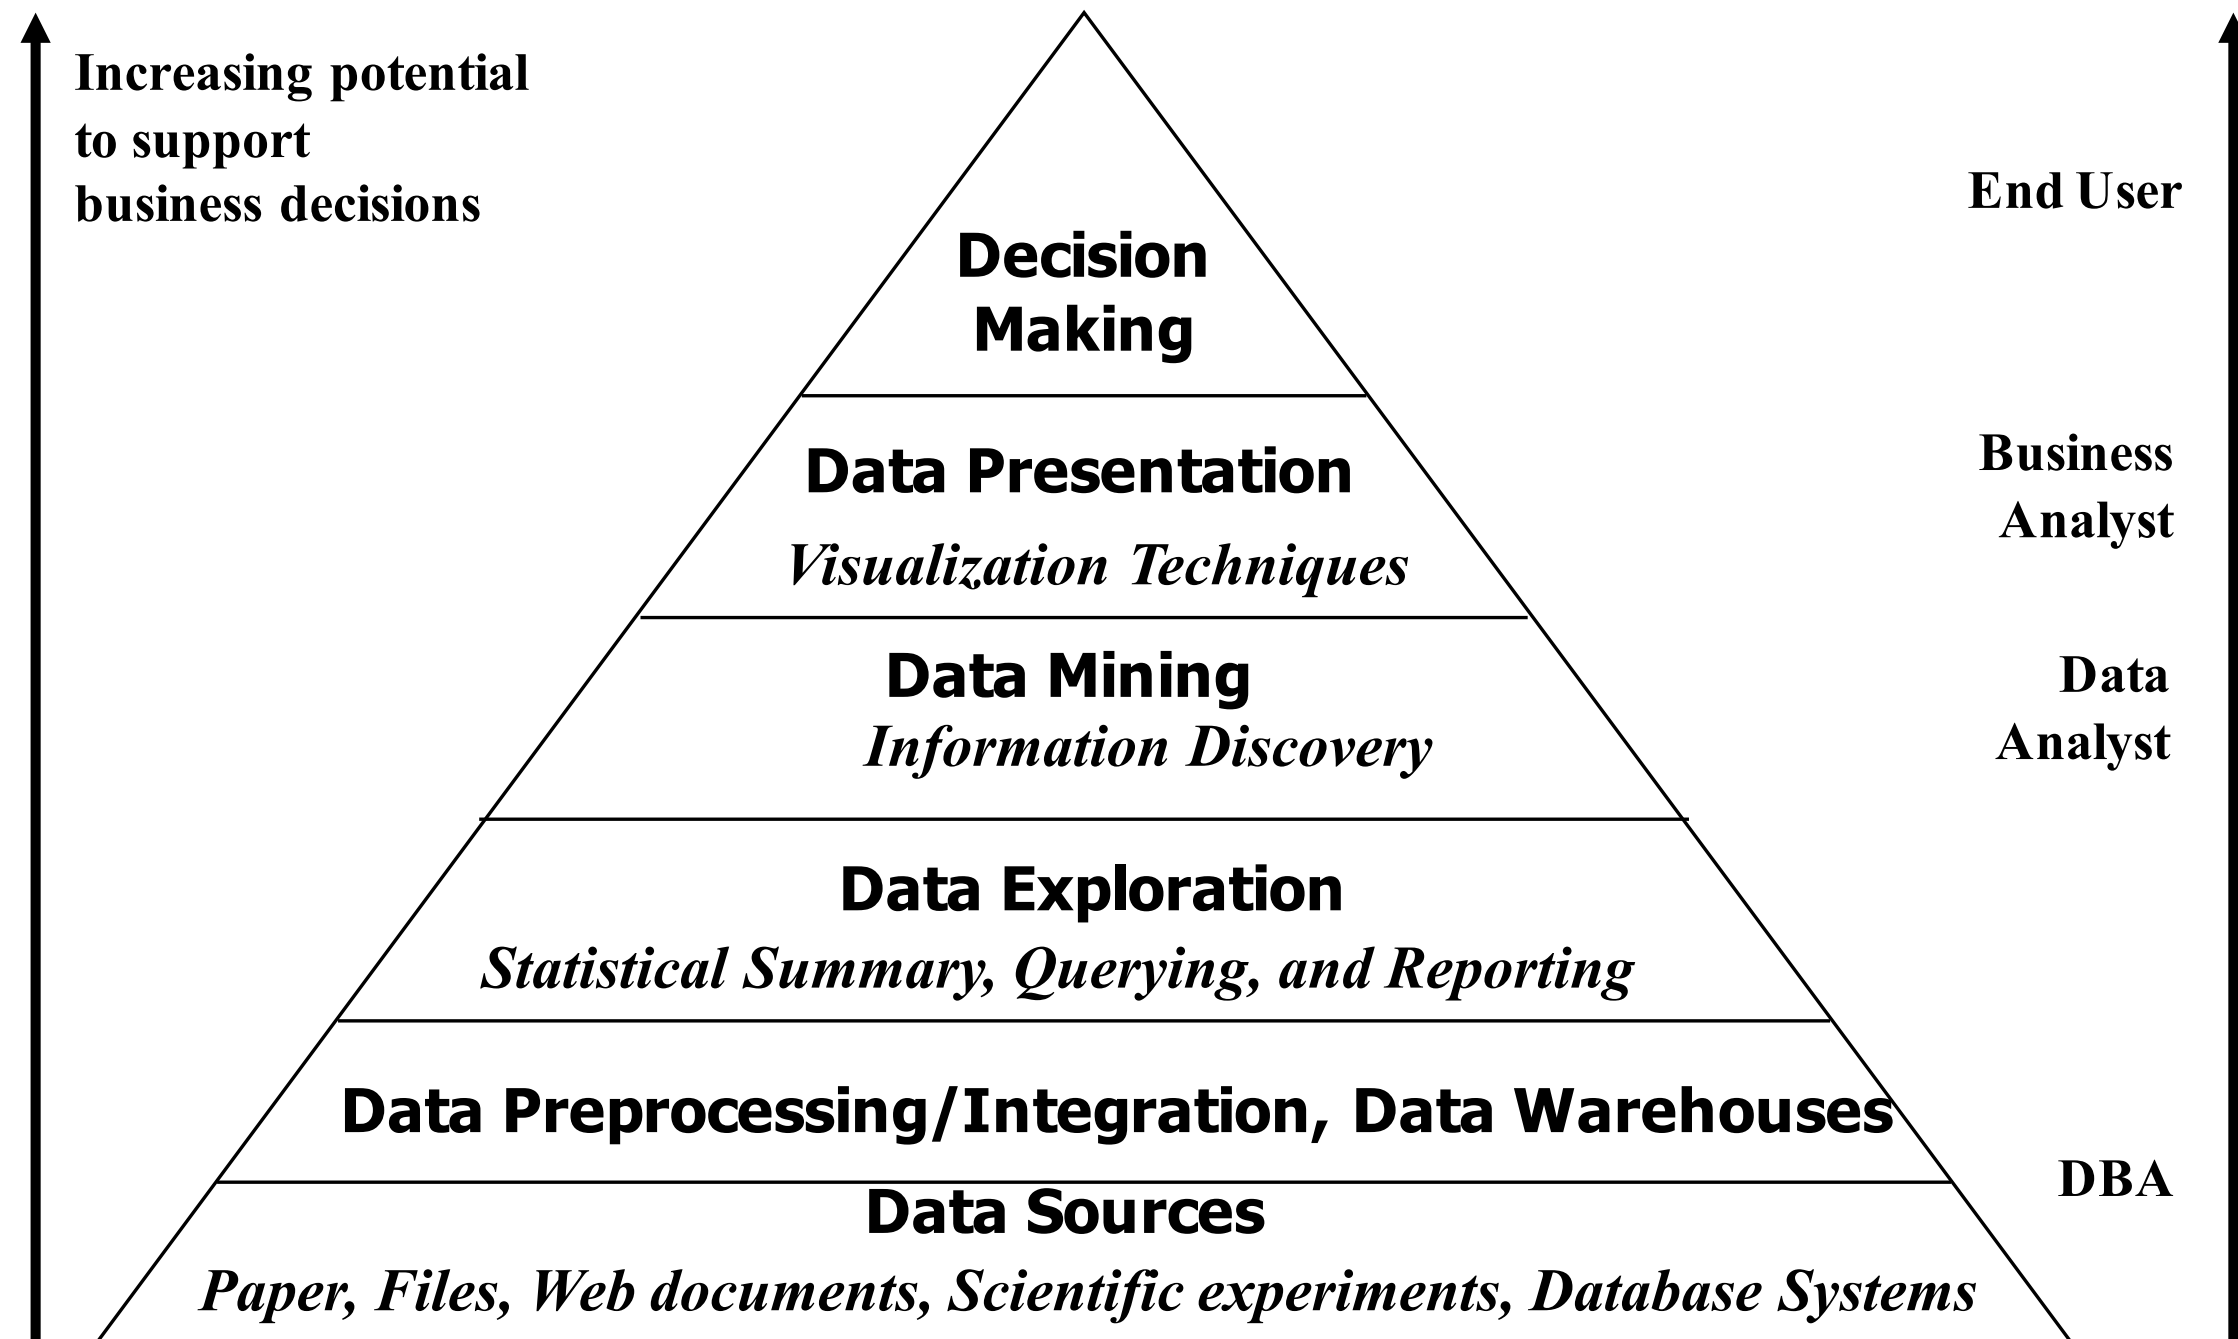 Increasing potential
to support
business decisions
End User
Decision
Making
Data Presentation
Visualization Techniques
Business
Analyst
Data Mining
Information Discovery
Data
Analyst
Data Exploration
Statistical Summary, Querying, and Reporting
Data Preprocessing/Integration, Data Warehouses
DBA
Data Sources
Paper, Files, Web documents, Scientific experiments, Database Systems